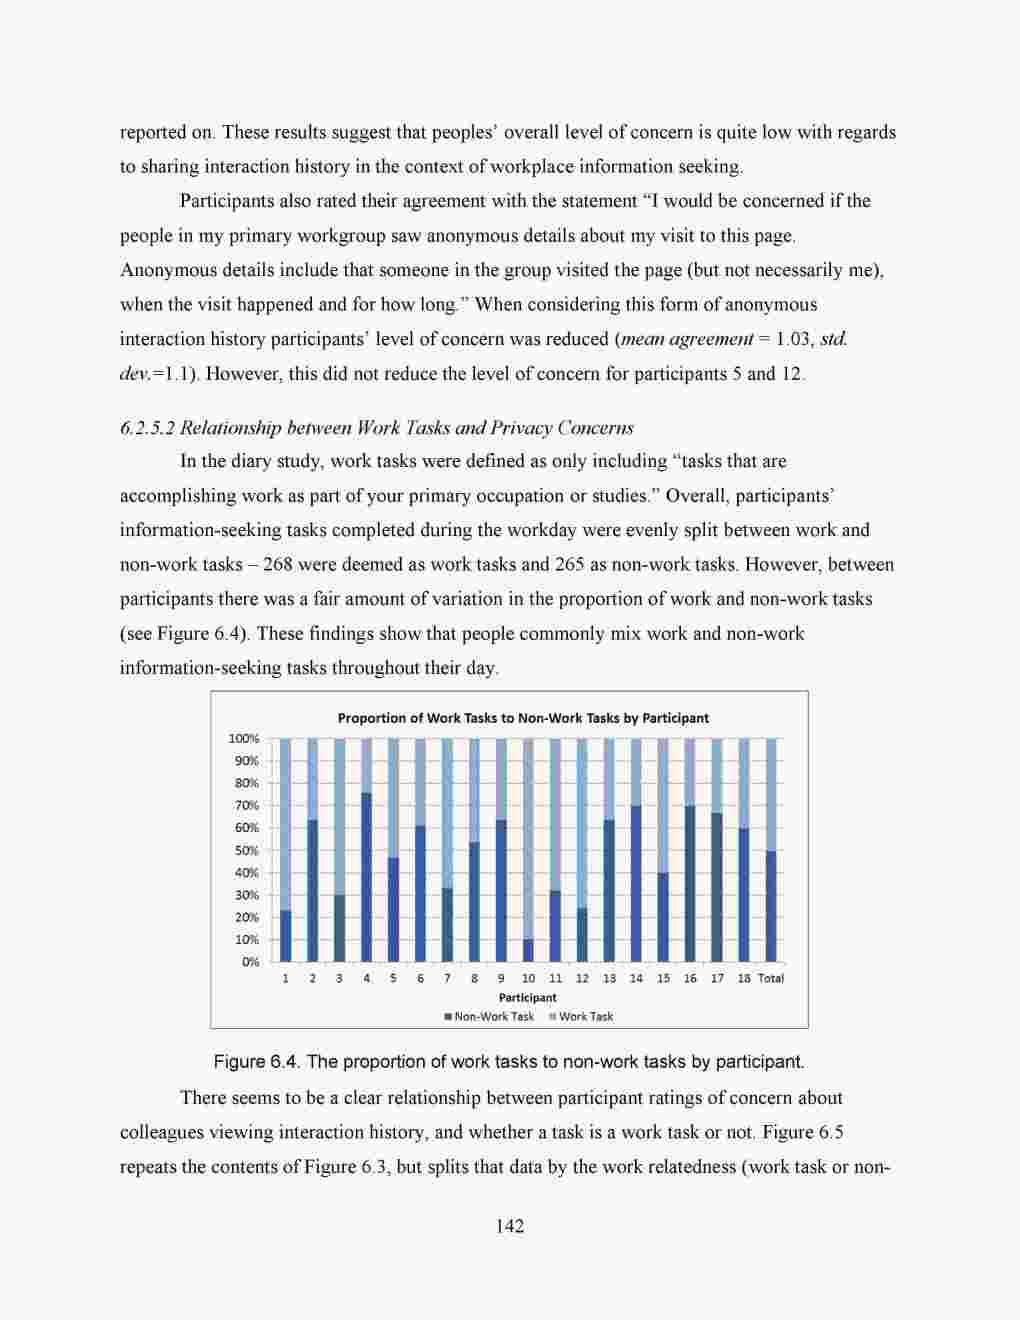 reported on. These results suggest that peoples’ overall level of concern is quite low with regards
to sharing interaction history in the context of workplace information seeking.
Participants also rated their agreement with the statement “I would be concerned if the
people in my primary workgroup saw anonymous details about my visit to this page.
Anonymous details include that someone in the group visited the page (but not necessarily me),
when the visit happened and for how long.” When considering this form of anonymous
interaction history participants’ level of concern was reduced (mean agreement = 1.03, std.
dev.=1.1). However, this did not reduce the level of concern for participants 5 and 12.
6.2.5.2 Relationship between Work Tasks and Privacy Concerns
In the diary study, work tasks were defined as only including “tasks that are
accomplishing work as part of your primary occupation or studies.” Overall, participants’
information-seeking tasks completed during the workday were evenly split between work and
non-work tasks – 268 were deemed as work tasks and 265 as non-work tasks. However, between
participants there was a fair amount of variation in the proportion of work and non-work tasks
(see Figure 6.4). These findings show that people commonly mix work and non-work
information-seeking tasks throughout their day.
Proportion of Work Tasks to Non-Work Tasks by Participant
100%
90%
80%
70%
60%
50%
40%
30%
20%
10%
0%
1 2 3 4 5 6 7 8 9 10 11 12 13 14 15 16 17 18 Total
Participant
Non-Work Task Work Task
Figure 6.4. The proportion of work tasks to non-work tasks by participant.
There seems to be a clear relationship between participant ratings of concern about
colleagues viewing interaction history, and whether a task is a work task or not. Figure 6.5
repeats the contents of Figure 6.3, but splits that data by the work relatedness (work task or non-
142